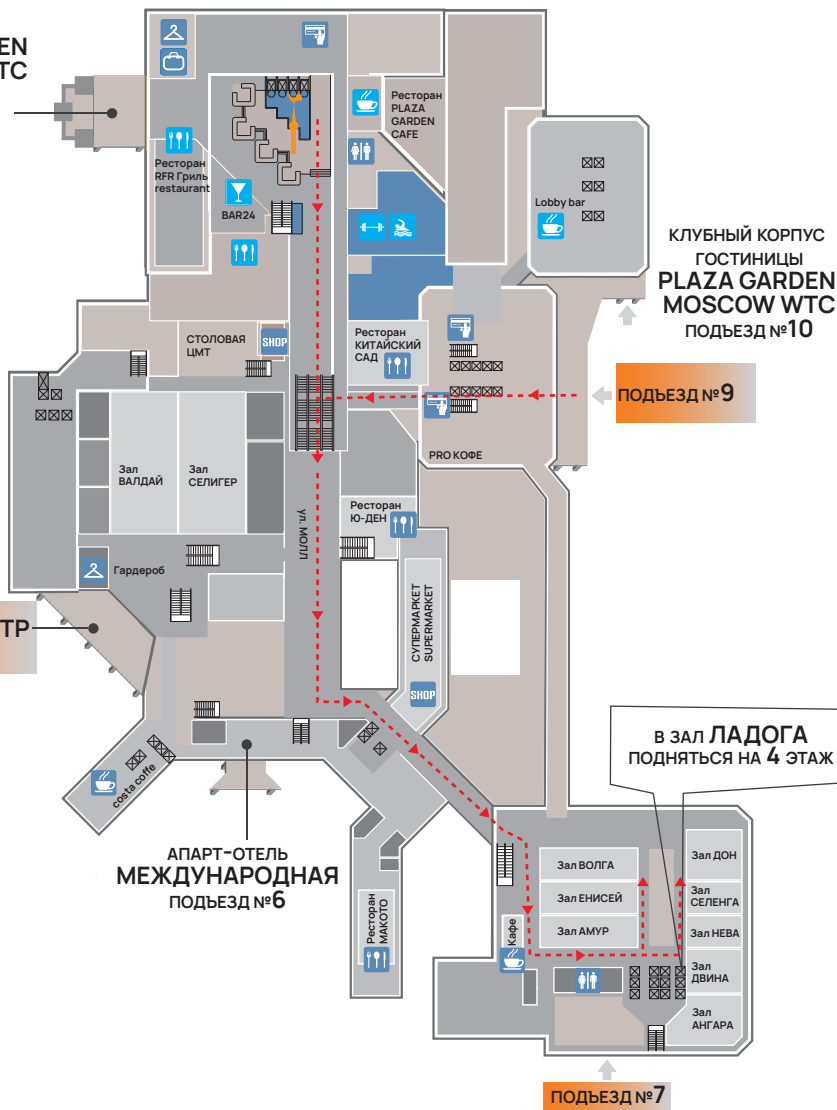 EN
TC
Ресторан
PLAZA
GARDEN
CAFE
Ресторан
RFR Гриль
restaurant
BAR24
Lobby bar
КЛУБНЫЙ КОРПУС
ГОСТИНИЦЫ
PLAZA GARDEN
MOSCOW WTC
ПОДЪЕЗД №10
СТОЛОВАЯ
ЦМТ
SHOP
Ресторан
КИТАЙСКИЙ
САД
ПОДЪЕЗД №9
PRO КОФЕ
Зал
ВАЛДАЙ
Зал
СЕЛИГЕР
ул. МОЛЛ
Ресторан
Ю-ДЕН
Гардероб
СУПЕРМАРКЕТ
SUPERMARKET
SHOP
ТР
costa coffe
В ЗАЛ ЛАДОГА
ПОДНЯТЬСЯ НА 4 ЭТАЖ
АПАРТ-ОТЕЛЬ
МЕЖДУНАРОДНАЯ
ПОДЪЕЗД №6
Ресторан
МАКОТО
Кафе
Зал ВОЛГА
Зал ЕНИСЕЙ
Зал АМУР
Зал ДОН
Зал
СЕЛЕНГА
Зал НЕВА
Зал
ДВИНА
Зал
АНГАРА
ПОДЪЕЗД №7